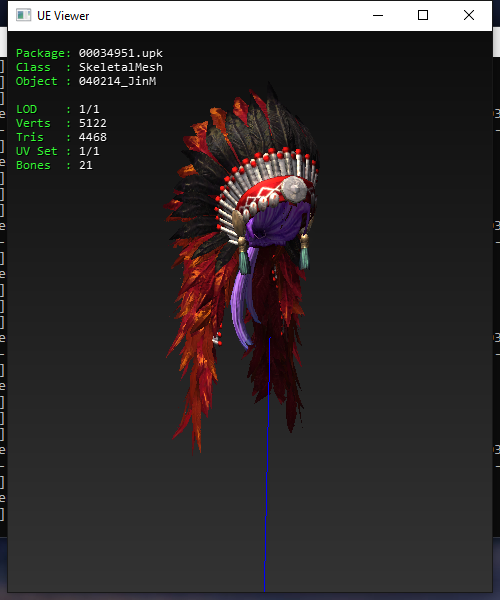 UE Viewer
Package: 00034951.upk
Class : SkeletalMesh
Object : 040214_JinM
LOD : 1/1
Verts : 5122
Tris : 4468
UV Set : 1/1
Bones : 21